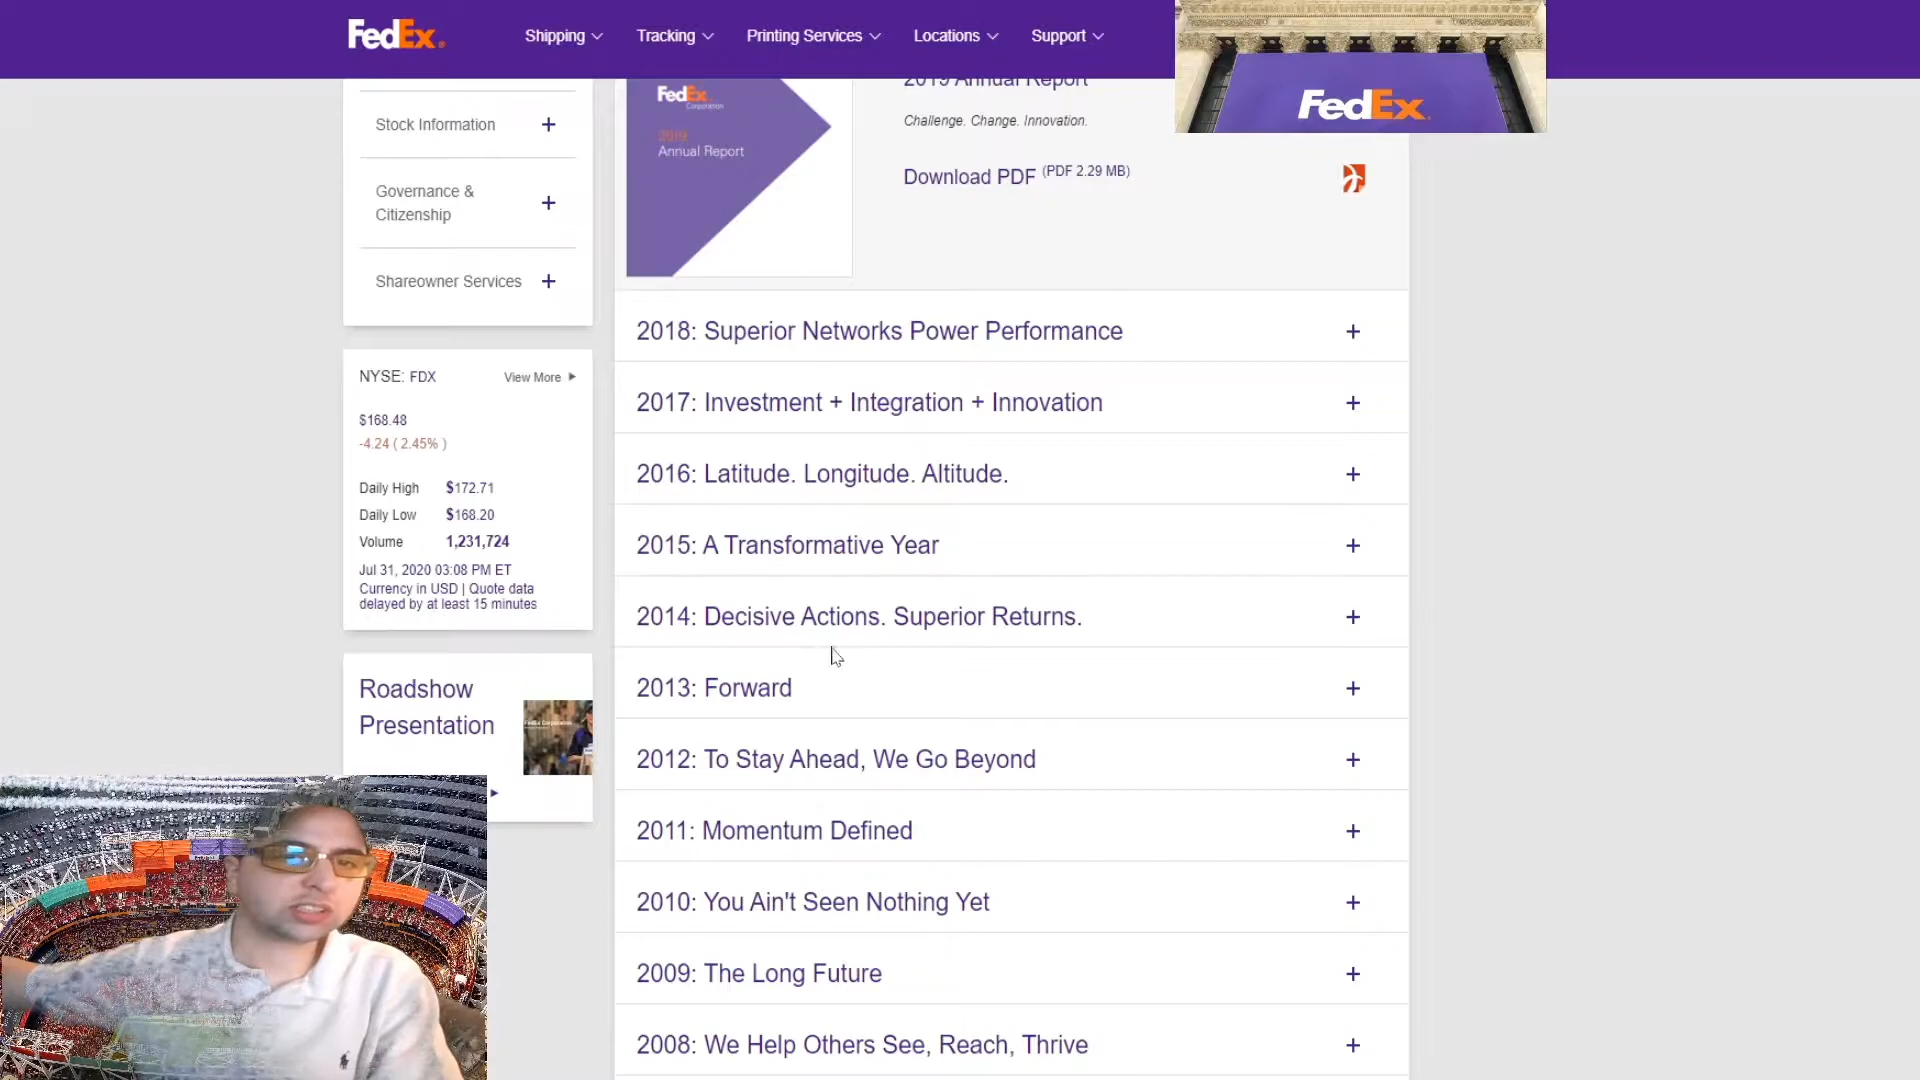 FedEx.
Shipping
Tracking
Printing Services
Locations
Support
FedEx.
Stock Information
Governance &
Citizenship
Shareowner Services
NYSE: FDX
View More
$168.48
-4.24 ( 2.45% )
Daily High $172.71
Daily Low $168.20
Volume 1,231,724
Jul 31, 2020 03:08 PM ET
Currency in USD | Quote data
delayed by at least 15 minutes
Roadshow
Presentation
FedEx
Corporation
2019
Annual Report
2019 Annual Report
Challenge. Change. Innovation.
Download PDF (PDF 2.29 MB)
2018: Superior Networks Power Performance
2017: Investment + Integration + Innovation
2016: Latitude. Longitude. Altitude.
2015: A Transformative Year
2014: Decisive Actions. Superior Returns.
2013: Forward
2012: To Stay Ahead, We Go Beyond
2011: Momentum Defined
2010: You Ain't Seen Nothing Yet
2009: The Long Future
2008: We Help Others See, Reach, Thrive